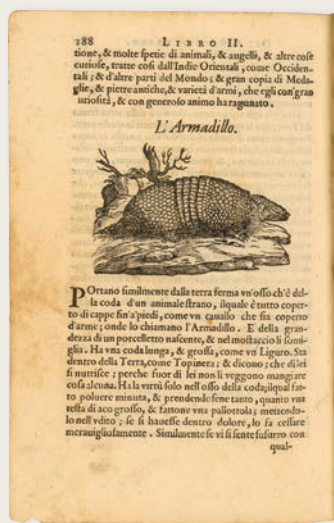 188 LIBRO II.
tione, & molte spetie di animali, & augelli, & altre cose
curiose, tratte cosi dall'Indie Orientali, come Occiden-
tali; & d'altre parti del Mondo; & gran copia di Meda-
glie, & pietre antiche, & varietà d'armi, che egli con gran
uriosità, & con generoso animo ha ragunato.
L'Armadillo.
POrtano similmente dalla terra ferma vn'osso ch'è del-
la coda d'un animale strano, ilquale è tutto coper-
to di cappe fin'a'piedi, come vn cauallo che sia coperto
d'arme; onde lo chiamano l'Armadillo. E della gran-
dezza di un porcelletto nascente, & nel mostaccio li somi-
glia. Ha vna coda lunga, & grossa, come vn Liguro. Sta
dentro della Terra, come Topinera; & dicono; che di lei
si nutrisce; perche fuor di lei non li veggono mangiare
cosa alcuna. Ha la virtù solo nell osso della coda; ilqual fat-
to poluere minuta, & prendendosene tanto, quanto vna
testa di aco grosso, & fattone vna pallottola; mettendo-
lo nell'vdito; se si hauesse dentro dolore, lo fa cessare
merauigliosamente. Similmente se vi si sente susurro con
qual-